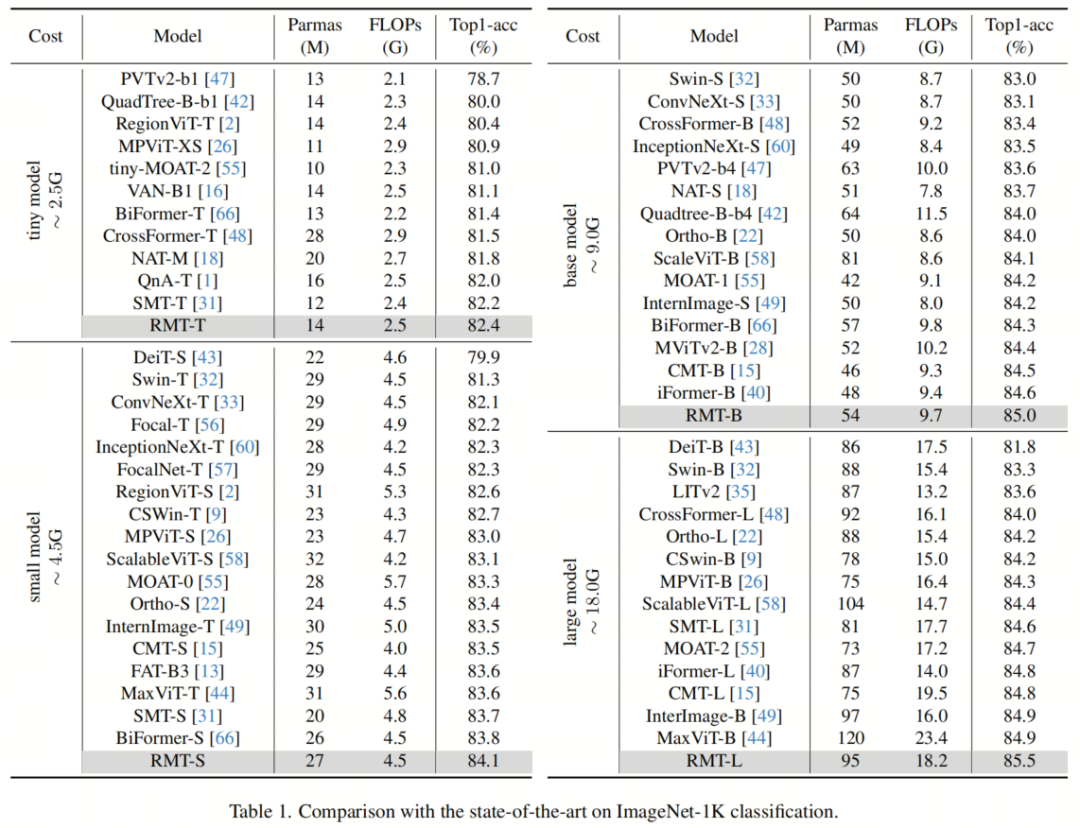 Cost Model Parmas (M) FLOPs (G) Top1-acc (%)
tiny model ~ 2.5G
PVTv2-b1 [47] 13 2.1 78.7
QuadTree-B-b1 [42] 14 2.3 80.0
RegionViT-T [2] 14 2.4 80.4
MPViT-XS [26] 11 2.9 80.9
tiny-MOAT-2 [55] 10 2.3 81.0
VAN-B1 [16] 14 2.5 81.1
BiFormer-T [66] 13 2.2 81.4
CrossFormer-T [48] 28 2.9 81.5
NAT-M [18] 20 2.7 81.8
QnA-T [1] 16 2.5 82.0
SMT-T [31] 12 2.4 82.2
RMT-T 14 2.5 82.4
small model ~ 4.5G
DeiT-S [43] 22 4.6 79.9
Swin-T [32] 29 4.5 81.3
ConvNeXt-T [33] 29 4.5 82.1
Focal-T [56] 29 4.9 82.2
InceptionNeXt-T [60] 28 4.2 82.3
FocalNet-T [57] 29 4.5 82.3
RegionViT-S [2] 31 5.3 82.6
CSWin-T [9] 23 4.3 82.7
MPViT-S [26] 23 4.7 83.0
ScalableViT-S [58] 32 4.2 83.1
MOAT-0 [55] 28 5.7 83.3
Ortho-S [22] 24 4.5 83.4
InternImage-T [49] 30 5.0 83.5
CMT-S [15] 25 4.0 83.5
FAT-B3 [13] 29 4.4 83.6
MaxViT-T [44] 31 5.6 83.6
SMT-S [31] 20 4.8 83.7
BiFormer-S [66] 26 4.5 83.8
RMT-S 27 4.5 84.1
Cost Model Parmas (M) FLOPs (G) Top1-acc (%)
base model ~ 9.0G
Swin-S [32] 50 8.7 83.0
ConvNeXt-S [33] 50 8.7 83.1
CrossFormer-B [48] 52 9.2 83.4
InceptionNeXt-S [60] 49 8.4 83.5
PVTv2-b4 [47] 63 10.0 83.6
NAT-S [18] 51 7.8 83.7
Quadtree-B-b4 [42] 64 11.5 84.0
Ortho-B [22] 50 8.6 84.0
ScaleViT-B [58] 81 8.6 84.1
MOAT-1 [55] 42 9.1 84.2
InternImage-S [49] 50 8.0 84.2
BiFormer-B [66] 57 9.8 84.3
MViTv2-B [28] 52 10.2 84.4
CMT-B [15] 46 9.3 84.5
iFormer-B [40] 48 9.4 84.6
RMT-B 54 9.7 85.0
large model ~ 18.0G
DeiT-B [43] 86 17.5 81.8
Swin-B [32] 88 15.4 83.3
LITv2 [35] 87 13.2 83.6
CrossFormer-L [48] 92 16.1 84.0
Ortho-L [22] 88 15.4 84.2
CSwin-B [9] 78 15.0 84.2
MPViT-B [26] 75 16.4 84.3
ScalableViT-L [58] 104 14.7 84.4
SMT-L [31] 81 17.7 84.6
MOAT-2 [55] 73 17.2 84.7
iFormer-L [40] 87 14.0 84.8
CMT-L [15] 75 19.5 84.8
InterImage-B [49] 97 16.0 84.9
MaxViT-B [44] 120 23.4 84.9
RMT-L 95 18.2 85.5
Table 1. Comparison with the state-of-the-art on ImageNet-1K classification.